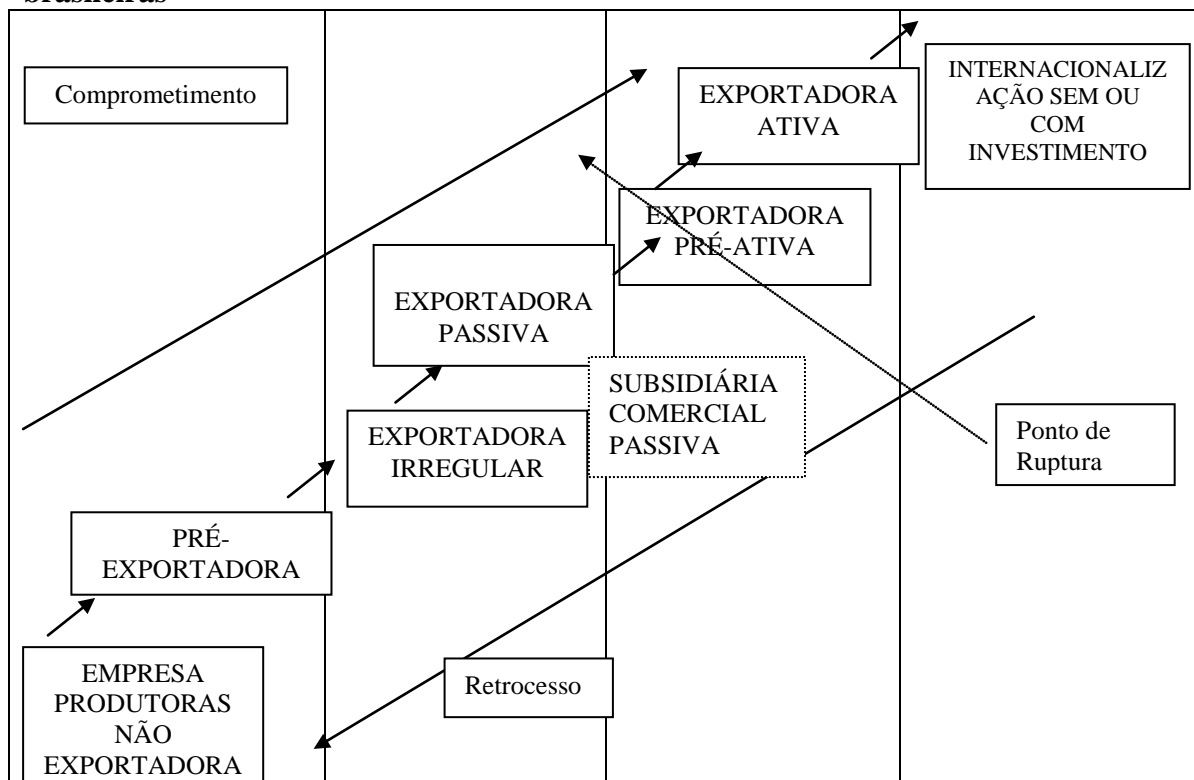 brasileiras
Comprometimento
EXPORTADORA
ATIVA
INTERNACIONALIZ
AÇÃO SEM OU
COM
INVESTIMENTO
EXPORTADORA
PRÉ-ATIVA
EXPORTADORA
PASSIVA
SUBSIDIÁRIA
COMERCIAL
PASSIVA
EXPORTADORA
IRREGULAR
Ponto de
Ruptura
PRÉ-
EXPORTADORA
EMPRESA
PRODUTORAS
NÃO
EXPORTADORA
Retrocesso